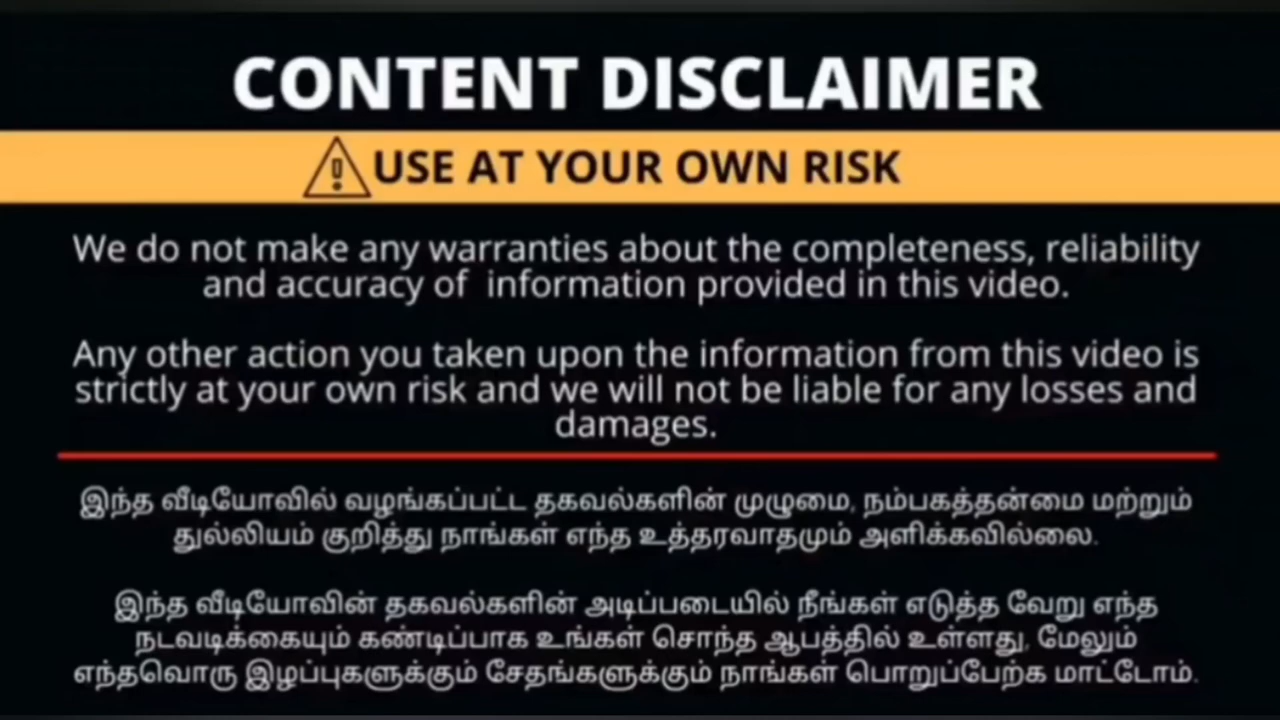 CONTENT DISCLAIMER
USE AT YOUR OWN RISK
We do not make any warranties about the completeness, reliability
and accuracy of information provided in this video.
Any other action you taken upon the information from this video is
strictly at your own risk and we will not be liable for any losses and
damages.
இந்த வீடியோவில் வழங்கப்பட்ட தகவல்களின் முழுமை, நம்பகத்தன்மை மற்றும்
துல்லியம் குறித்து நாங்கள் எந்த உத்தரவாதமும் அளிக்கவில்லை.
இந்த வீடியோவின் தகவல்களின் அடிப்படையில் நீங்கள் எடுத்த வேறு எந்த
நடவடிக்கையும் கண்டிப்பாக உங்கள் சொந்த ஆபத்தில் உள்ளது, மேலும்
எந்தவொரு இழப்புகளுக்கும் சேதங்களுக்கும் நாங்கள் பொறுப்பேற்க மாட்டோம்.